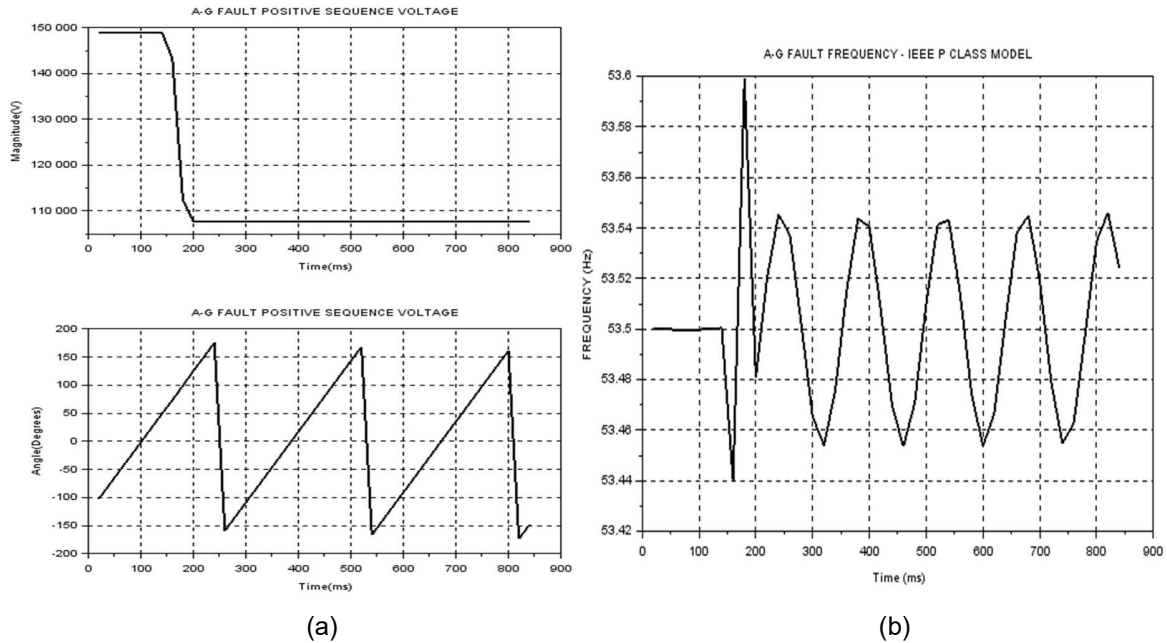 A-G FAULT POSITIVE SEQUENCE VOLTAGE
150 000
140 000
130 000
120 000
110 000
Magnitude(V)
0 100 200 300 400 500 600 700 800 900
Time(ms)
A-G FAULT POSITIVE SEQUENCE VOLTAGE
200
150
100
50
0
-50
-100
-150
-200
Angle(Degrees)
0 100 200 300 400 500 600 700 800 900
Time(ms)
(a)
A-G FAULT FREQUENCY - IEEE P CLASS MODEL
53.6
53.58
53.56
53.54
53.52
53.5
53.48
53.46
53.44
53.42
FREQUENCY (Hz)
0 100 200 300 400 500 600 700 800 900
Time (ms)
(b)